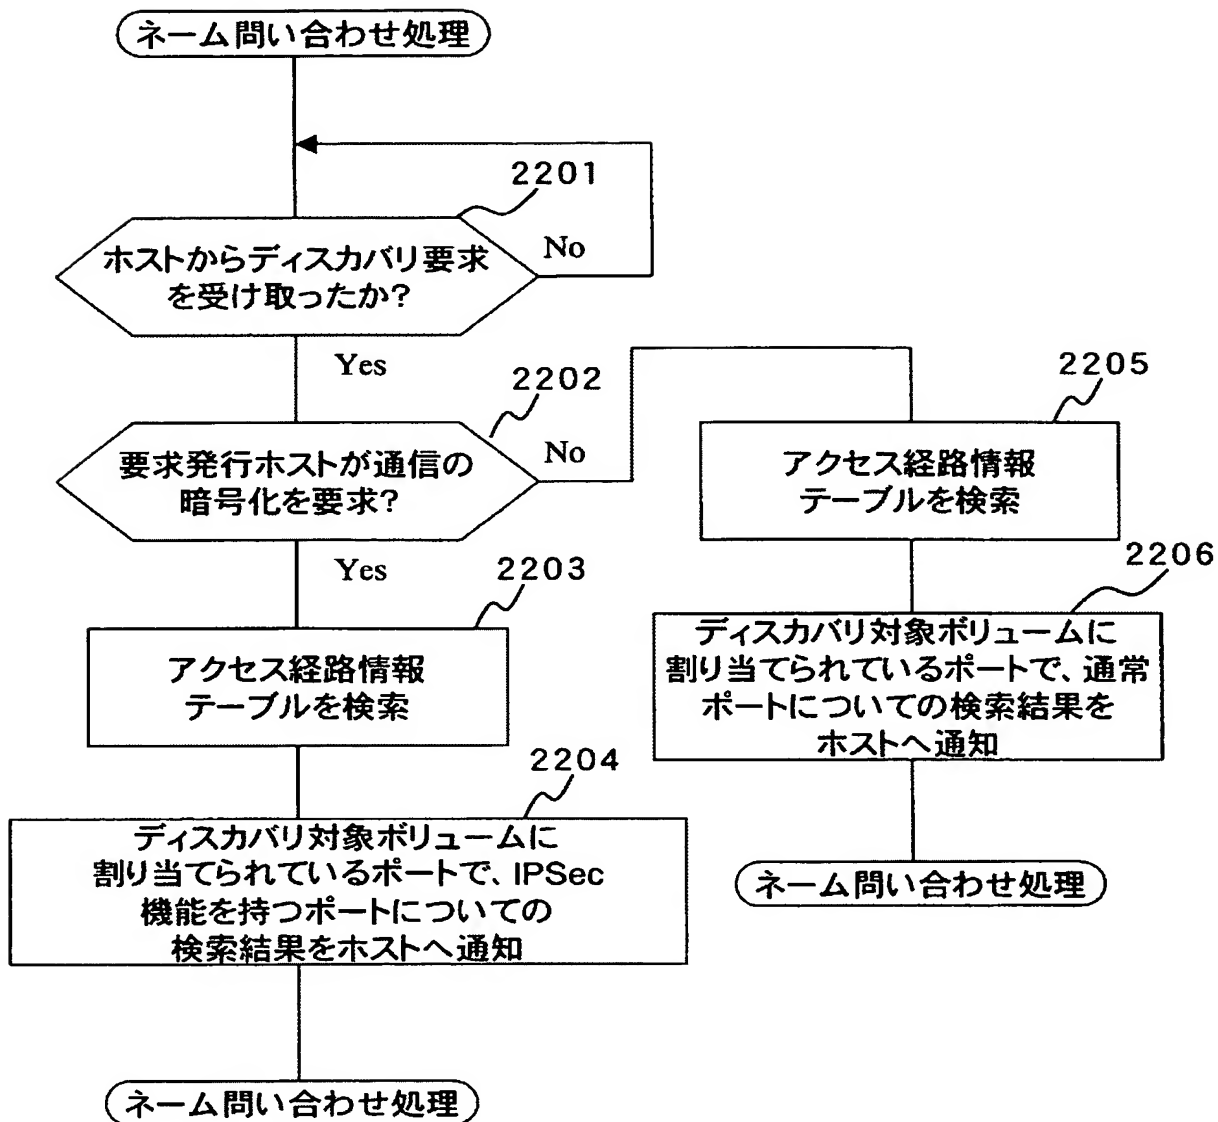 ネーム問い合わせ処理
2201
ホストからディスカバリ要求
を受け取ったか?
No
Yes
2202
要求発行ホストが通信の
暗号化を要求?
No
Yes
2203
アクセス経路情報
テーブルを検索
2204
ディスカバリ対象ボリュームに
割り当てられているポートで、IPSec
機能を持つポートについての
検索結果をホストへ通知
ネーム問い合わせ処理
2205
アクセス経路情報
テーブルを検索
2206
ディスカバリ対象ボリュームに
割り当てられているポートで、通常
ポートについての検索結果を
ホストへ通知
ネーム問い合わせ処理